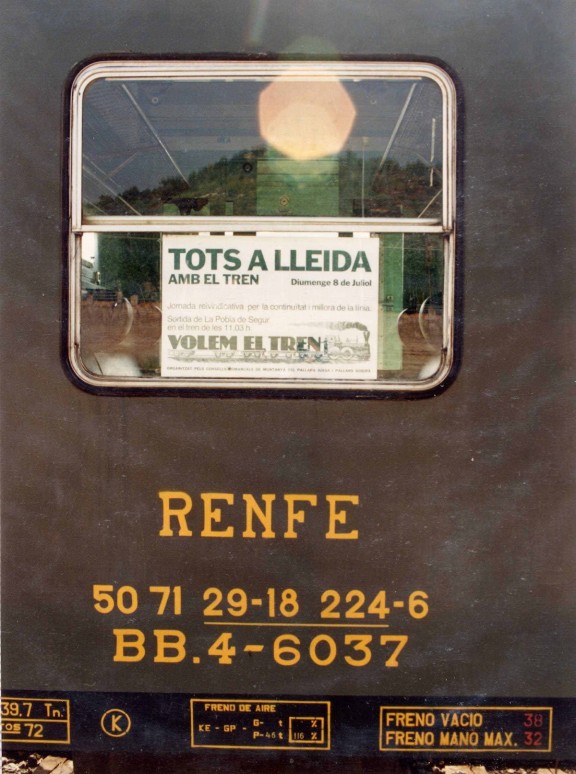 TOTS A LLEIDA
AMB EL TREN Diumenge 8 de Juliol
Jornada reivindicativa per la continuïtat i millora de la línia.
Sortida de La Pobla de Segur
en el tren de les 11,03 h.
VOLEM EL TREN
RENFE
50 71 29-18 224-6
BB.4-6037
39.7 Tn.
72
K
FRENO DE AIRE
KE - GP - G- t %
P- t 116 %
FRENO VACIO 38
FRENO MANO MAX. 32